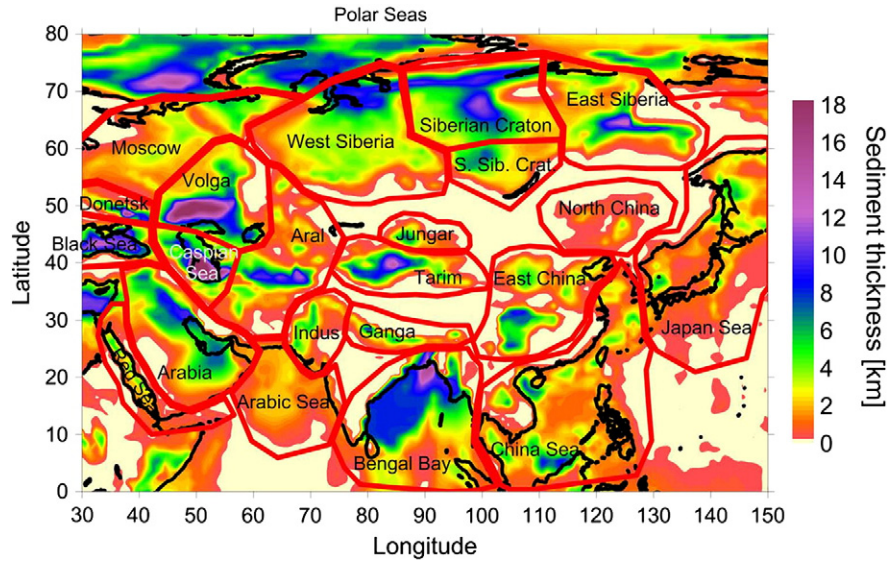 Polar Seas
80
70
60
50
40
30
20
10
0
Latitude
30 40 50 60 70 80 90 100 110 120 130 140 150
Longitude
East Siberia
Siberian Craton
West Siberia
Moscow
S. Sib. Crat.
Volga
Donetsk
North China
Black Sea
Aral
Jungar
Caspian
Sea
Tarim
East China
Indus
Ganga
Japan Sea
Red Sea
Arabia
Arabic Sea
Bengal Bay
China Sea
18
16
14
12
10
8
6
4
2
0
Sediment thickness [km]